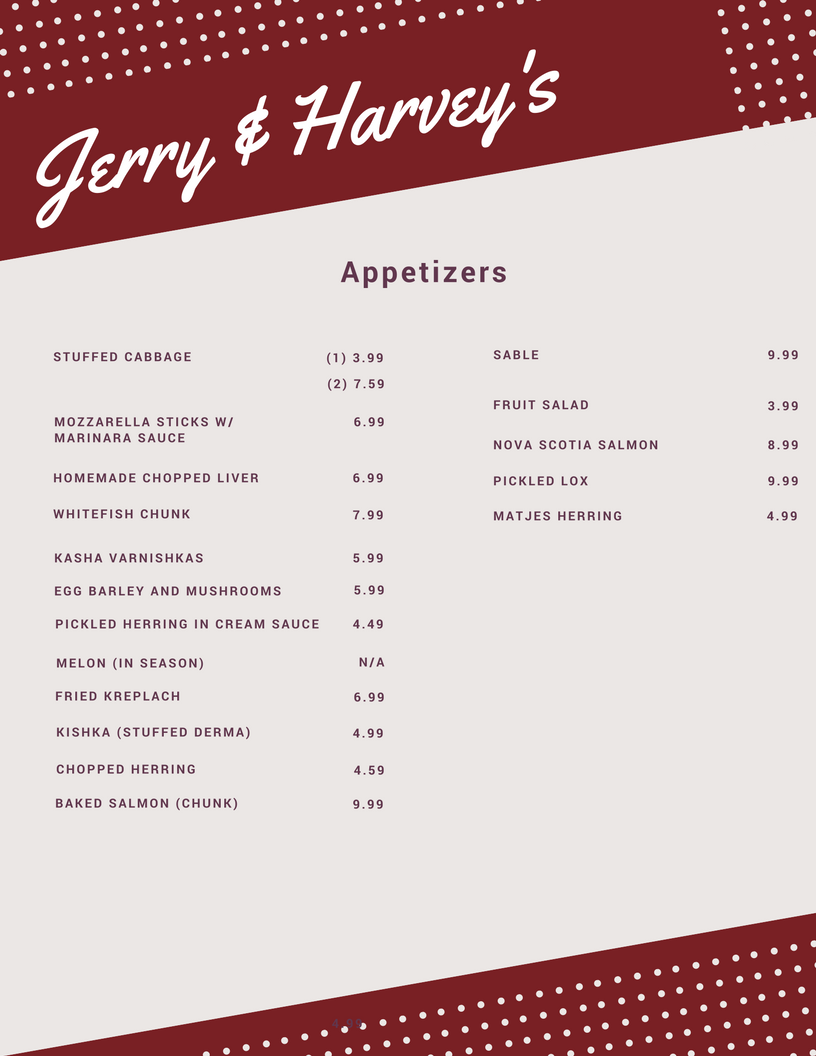 Jerry & Harvey's
Appetizers
STUFFED CABBAGE (1) 3.99
(2) 7.59
MOZZARELLA STICKS W/ 6.99
MARINARA SAUCE
HOMEMADE CHOPPED LIVER 6.99
WHITEFISH CHUNK 7.99
KASHA VARNISHKAS 5.99
EGG BARLEY AND MUSHROOMS 5.99
PICKLED HERRING IN CREAM SAUCE 4.49
MELON (IN SEASON) N/A
FRIED KREPLACH 6.99
KISHKA (STUFFED DERMA) 4.99
CHOPPED HERRING 4.59
BAKED SALMON (CHUNK) 9.99
SABLE 9.99
FRUIT SALAD 3.99
NOVA SCOTIA SALMON 8.99
PICKLED LOX 9.99
MATJES HERRING 4.99